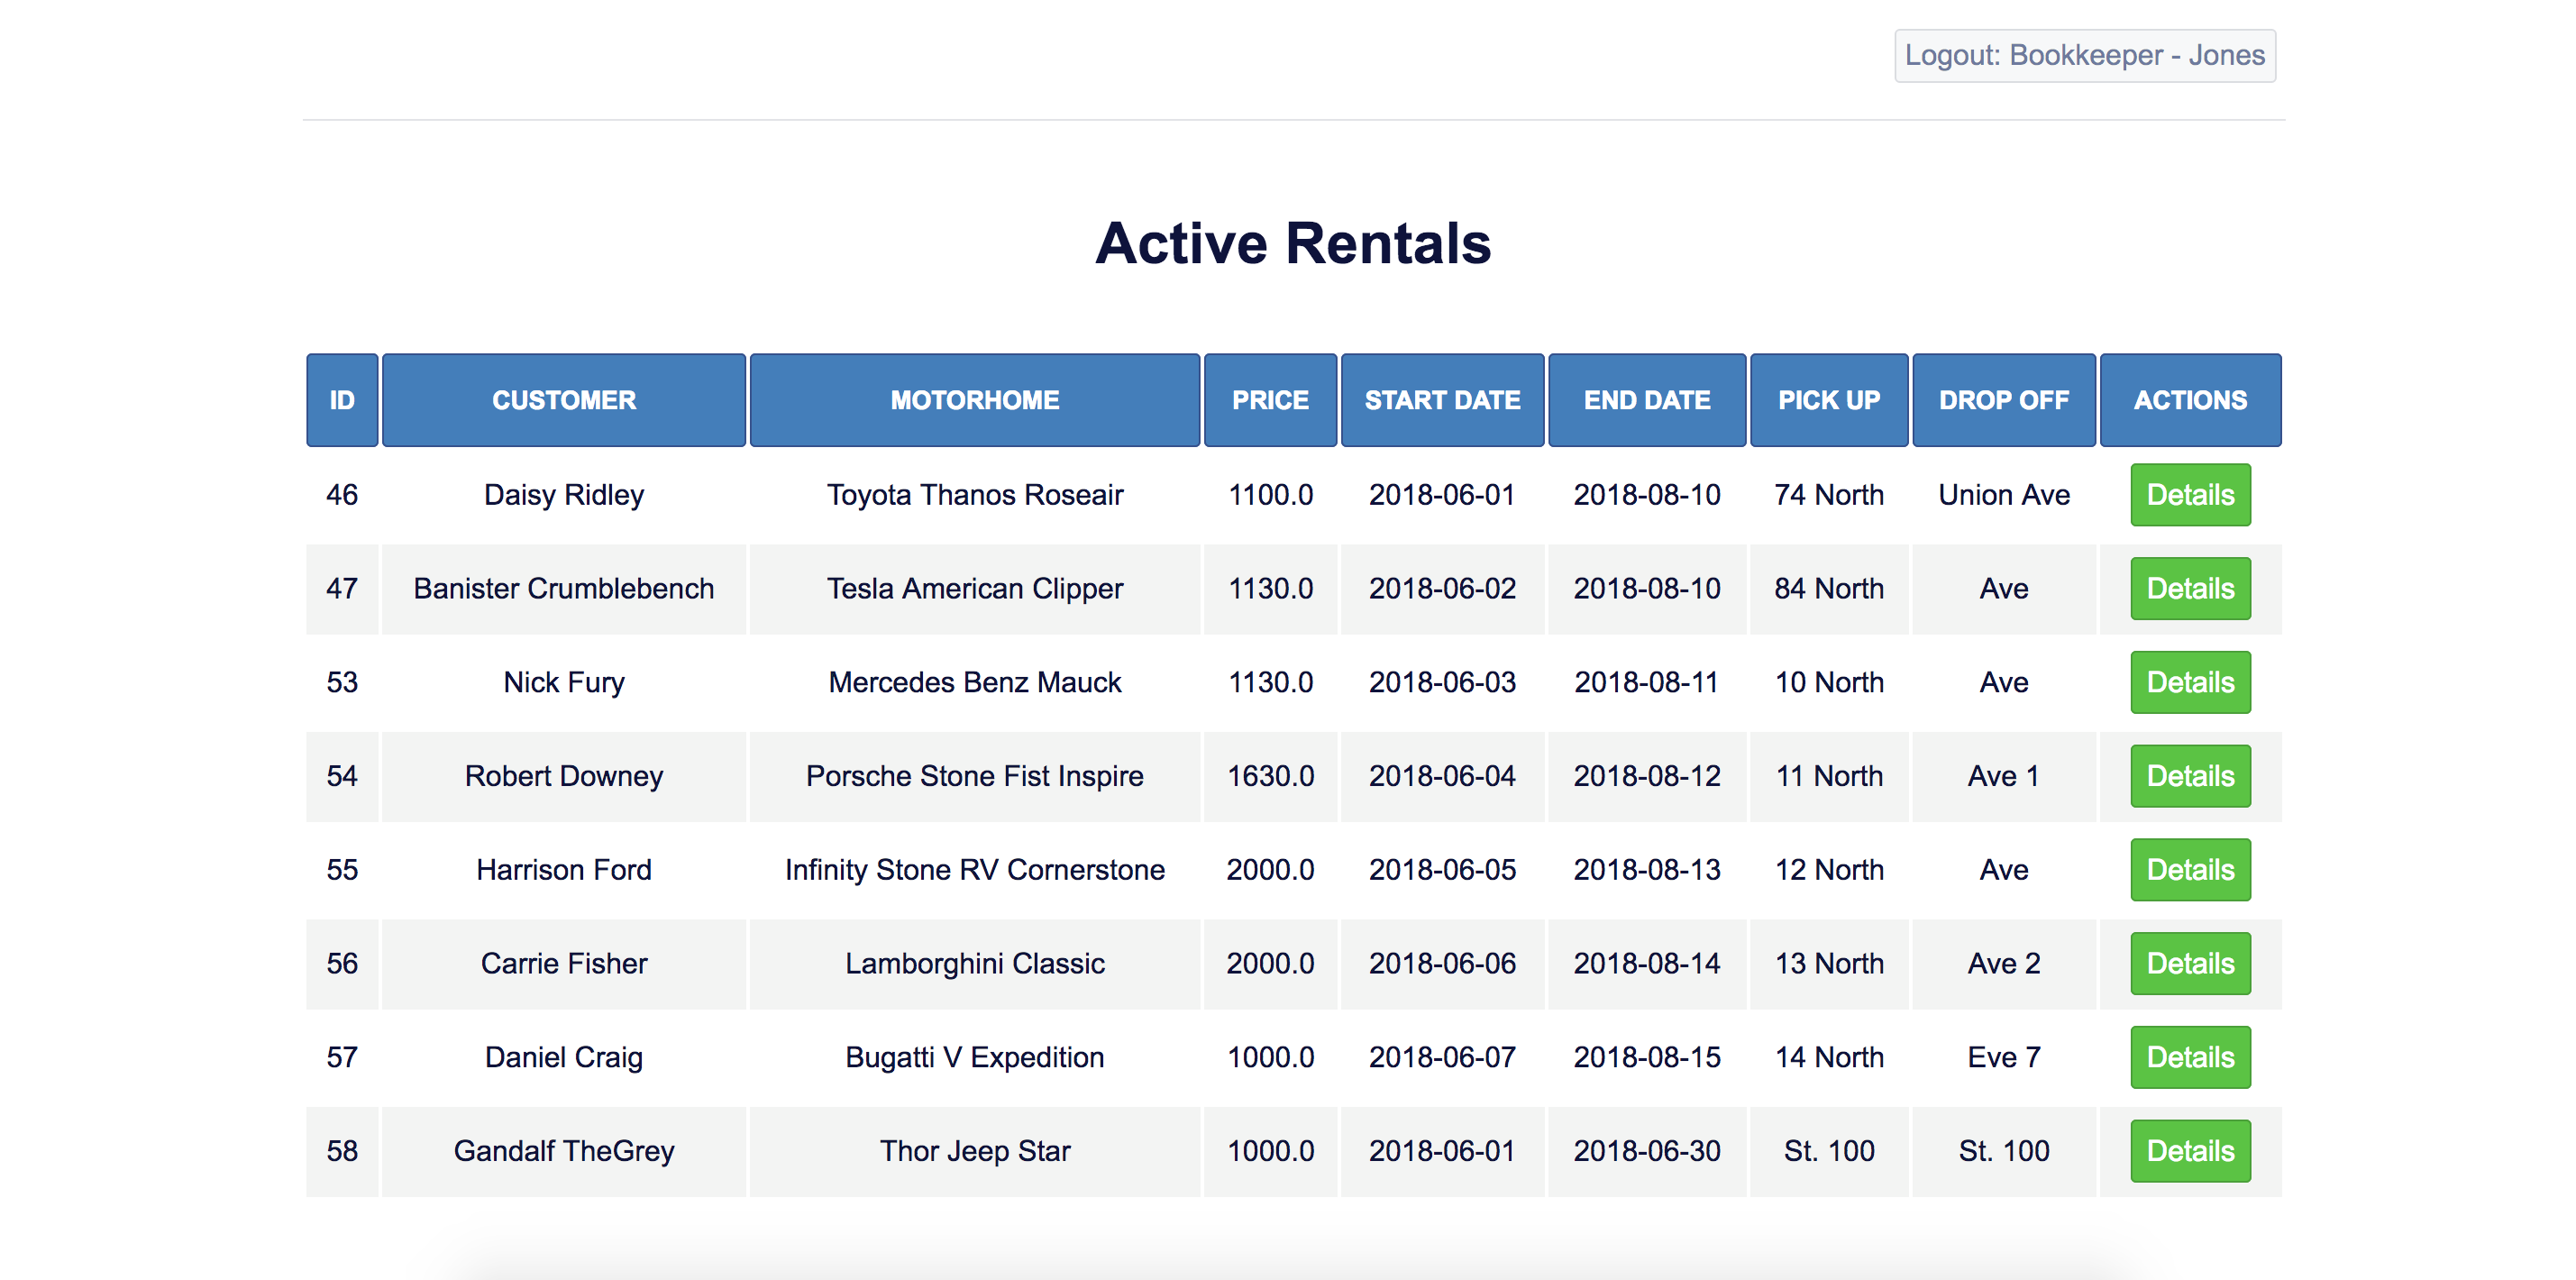 Logout: Bookkeeper - Jones
Active Rentals
ID CUSTOMER MOTORHOME PRICE START DATE END DATE PICK UP DROP OFF ACTIONS
46 Daisy Ridley Toyota Thanos Roseair 1100.0 2018-06-01 2018-08-10 74 North Union Ave Details
47 Banister Crumblebench Tesla American Clipper 1130.0 2018-06-02 2018-08-10 84 North Ave Details
53 Nick Fury Mercedes Benz Mauck 1130.0 2018-06-03 2018-08-11 10 North Ave Details
54 Robert Downey Porsche Stone Fist Inspire 1630.0 2018-06-04 2018-08-12 11 North Ave 1 Details
55 Harrison Ford Infinity Stone RV Cornerstone 2000.0 2018-06-05 2018-08-13 12 North Ave Details
56 Carrie Fisher Lamborghini Classic 2000.0 2018-06-06 2018-08-14 13 North Ave 2 Details
57 Daniel Craig Bugatti V Expedition 1000.0 2018-06-07 2018-08-15 14 North Eve 7 Details
58 Gandalf TheGrey Thor Jeep Star 1000.0 2018-06-01 2018-06-30 St. 100 St. 100 Details